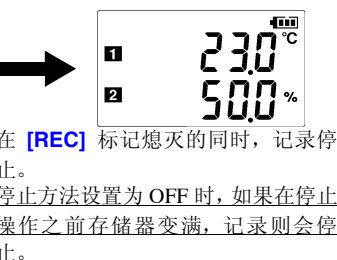 1 23.0 ℃
2 50.0 %
在 [REC] 标记熄灭的同时，记录停
止。
停止方法设置为 OFF 时，如果在停止
操作之前存储器变满，记录则会停
止。